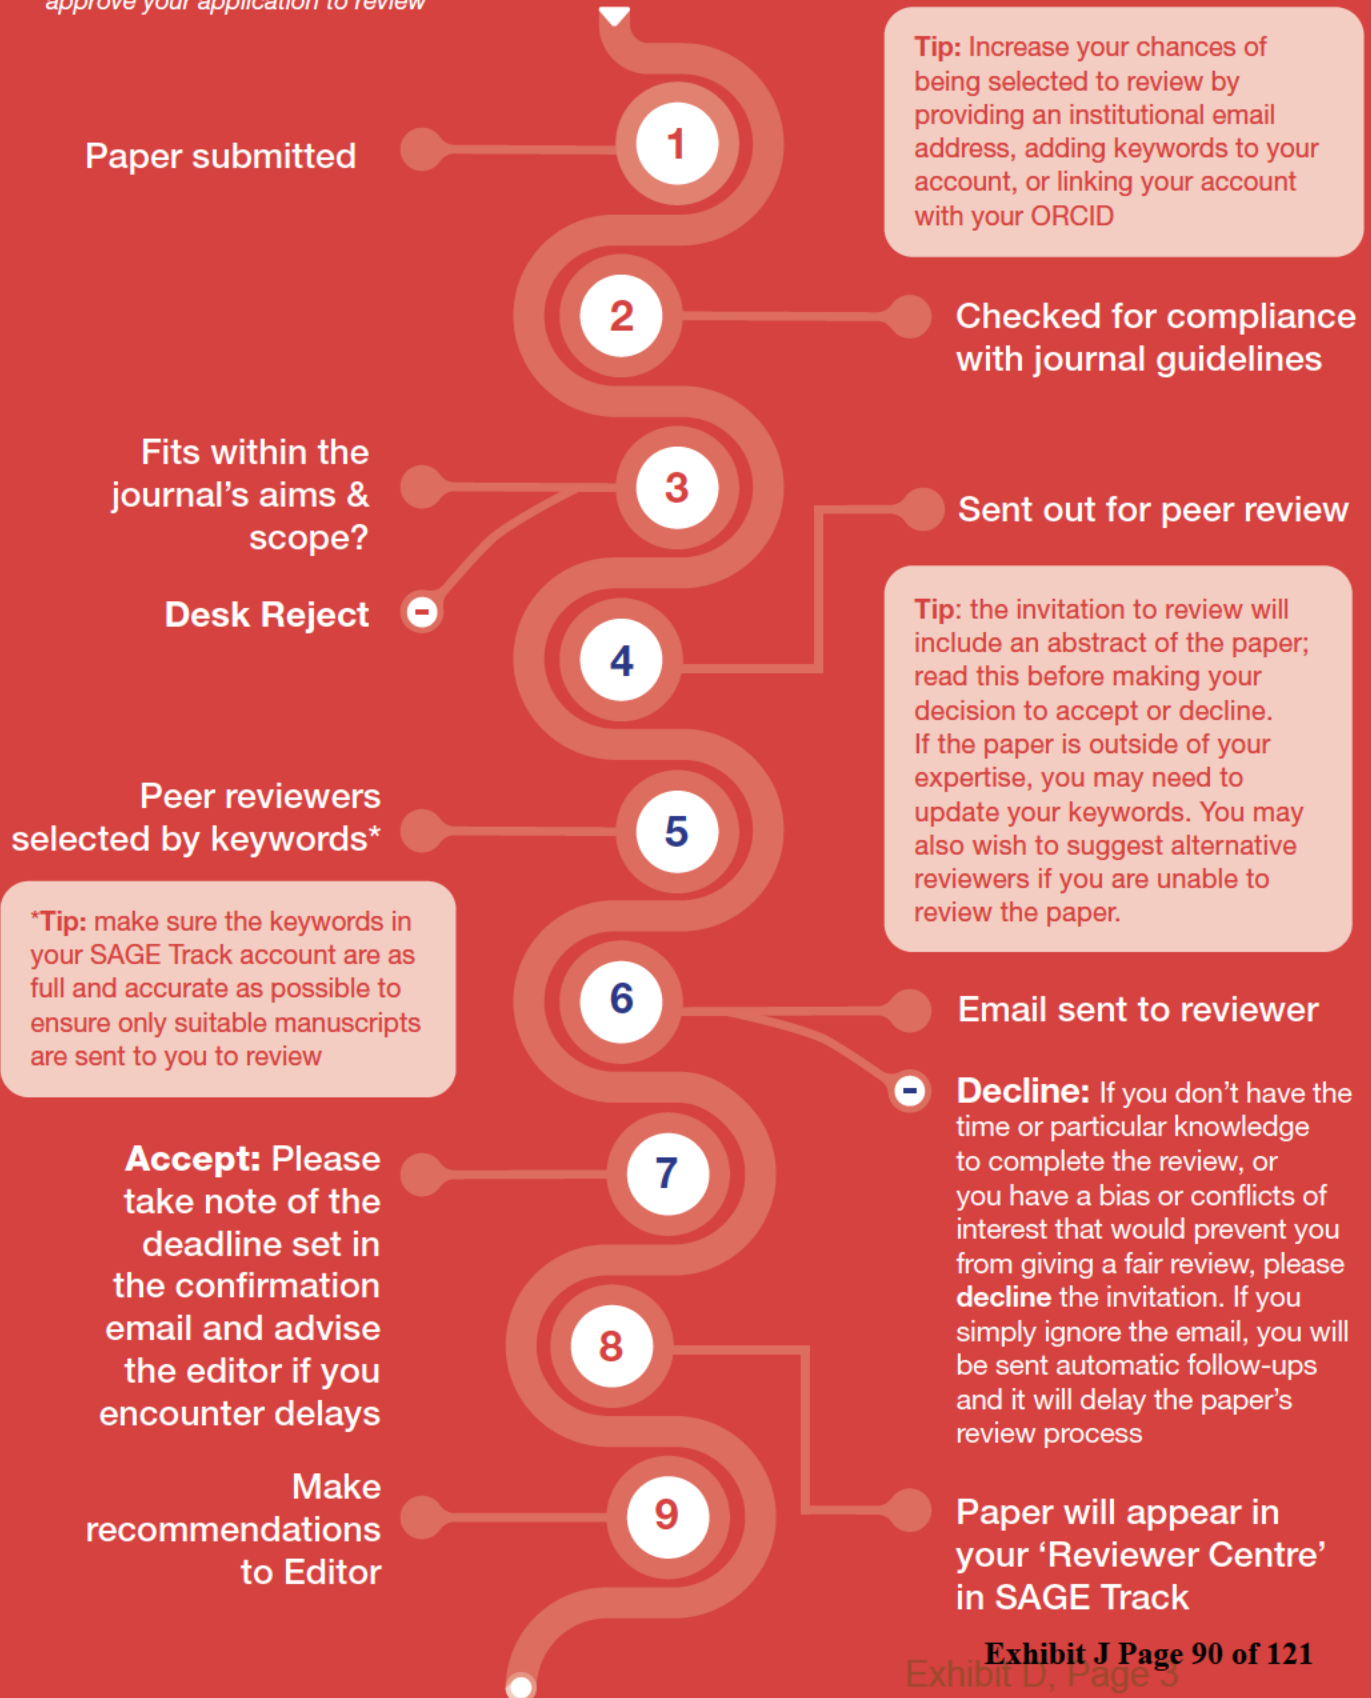 approve your application to review
Tip: Increase your chances of
being selected to review by
providing an institutional email
address, adding keywords to your
account, or linking your account
with your ORCID
1
Paper submitted
2
Checked for compliance
with journal guidelines
3
Fits within the
journal's aims &
scope?
Desk Reject
4
Sent out for peer review
Tip: the invitation to review will
include an abstract of the paper;
read this before making your
decision to accept or decline.
If the paper is outside of your
expertise, you may need to
update your keywords. You may
also wish to suggest alternative
reviewers if you are unable to
review the paper.
5
Peer reviewers
selected by keywords*
*Tip: make sure the keywords in
your SAGE Track account are as
full and accurate as possible to
ensure only suitable manuscripts
are sent to you to review
6
Email sent to reviewer
Decline: If you don't have the
time or particular knowledge
to complete the review, or
you have a bias or conflicts of
interest that would prevent you
from giving a fair review, please
decline the invitation. If you
simply ignore the email, you will
be sent automatic follow-ups
and it will delay the paper's
review process
7
Accept: Please
take note of the
deadline set in
the confirmation
email and advise
the editor if you
encounter delays
8
Paper will appear in
your 'Reviewer Centre'
in SAGE Track
9
Make
recommendations
to Editor
Exhibit J Page 90 of 121
Exhibit D, Page 3